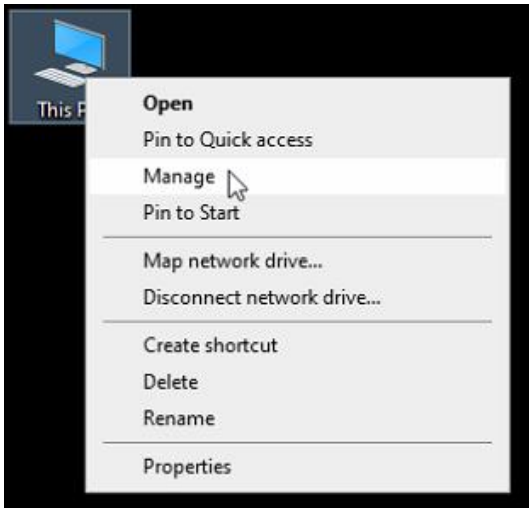 This P
Open
Pin to Quick access
Manage
Pin to Start
Map network drive...
Disconnect network drive...
Create shortcut
Delete
Rename
Properties